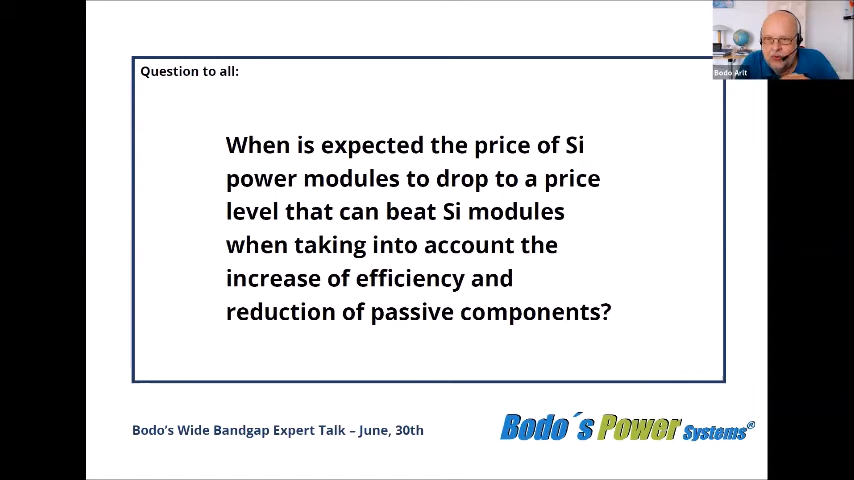 Question to all:
When is expected the price of Si
power modules to drop to a price
level that can beat Si modules
when taking into account the
increase of efficiency and
reduction of passive components?
Bodo's Wide Bandgap Expert Talk – June, 30th
Bodo´s Power Systems®
Bodo Arlt